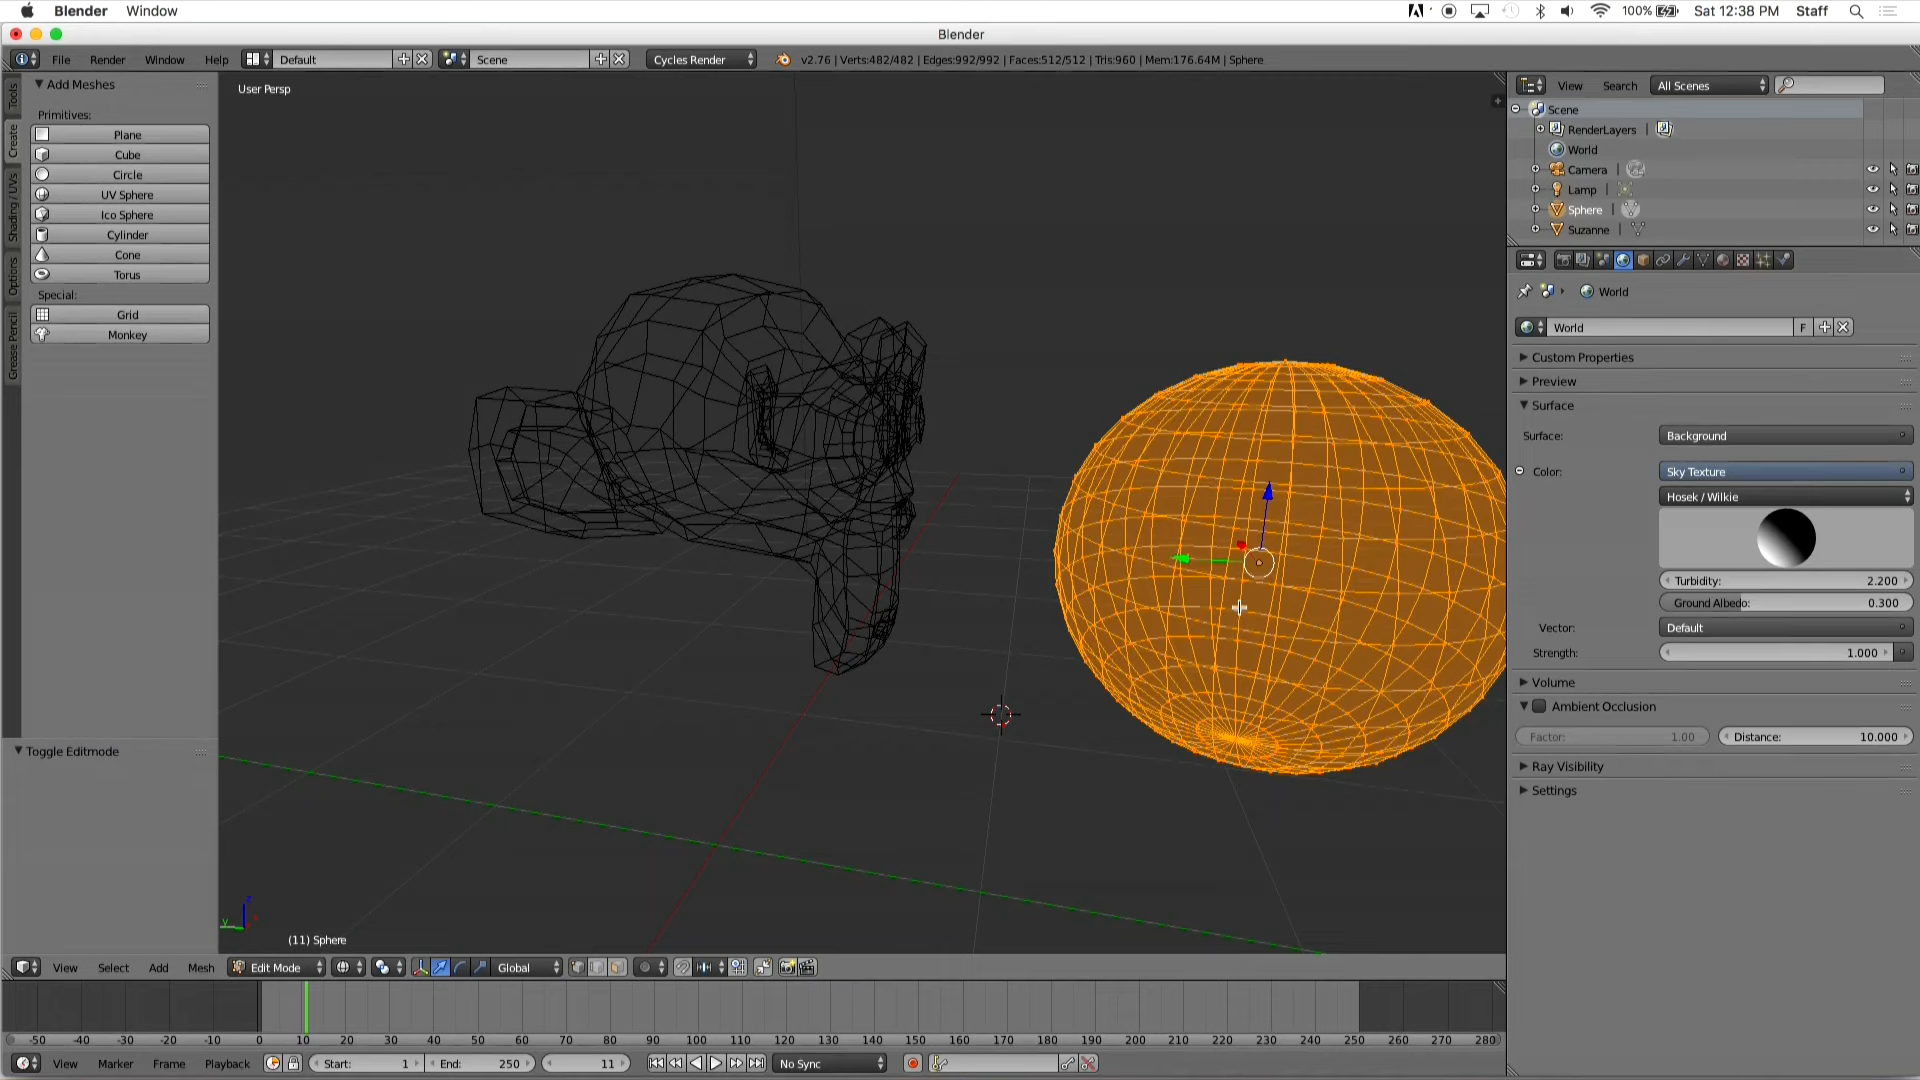 Blender Window
100% Sat 12:38 PM Staff
Blender
File Render Window Help Default Scene Cycles Render v2.76 | Verts:482/482 | Edges:992/992 | Faces:512/512 | Tris:960 | Mem:176.64M | Sphere
Add Meshes
Primitives:
Plane
Cube
Circle
UV Sphere
Ico Sphere
Cylinder
Cone
Torus
Special:
Grid
Monkey
Tools
Create
Shading / UVs
Options
Grease Pencil
Toggle Editmode
User Persp
z
y
(11) Sphere
View Search All Scenes
Scene
RenderLayers |
World
Camera |
Lamp |
Sphere |
Suzanne |
World
World F
Custom Properties
Preview
Surface
Surface: Background
Color: Sky Texture
Hosek / Wilkie
Turbidity: 2.200
Ground Albedo: 0.300
Vector: Default
Strength: 1.000
Volume
Ambient Occlusion
Factor: 1.00 Distance: 10.000
Ray Visibility
Settings
View Select Add Mesh Edit Mode Global
-50 -40 -30 -20 -10 0 10 20 30 40 50 60 70 80 90 100 110 120 130 140 150 160 170 180 190 200 210 220 230 240 250 260 270 280
View Marker Frame Playback Start: 1 End: 250 11 No Sync